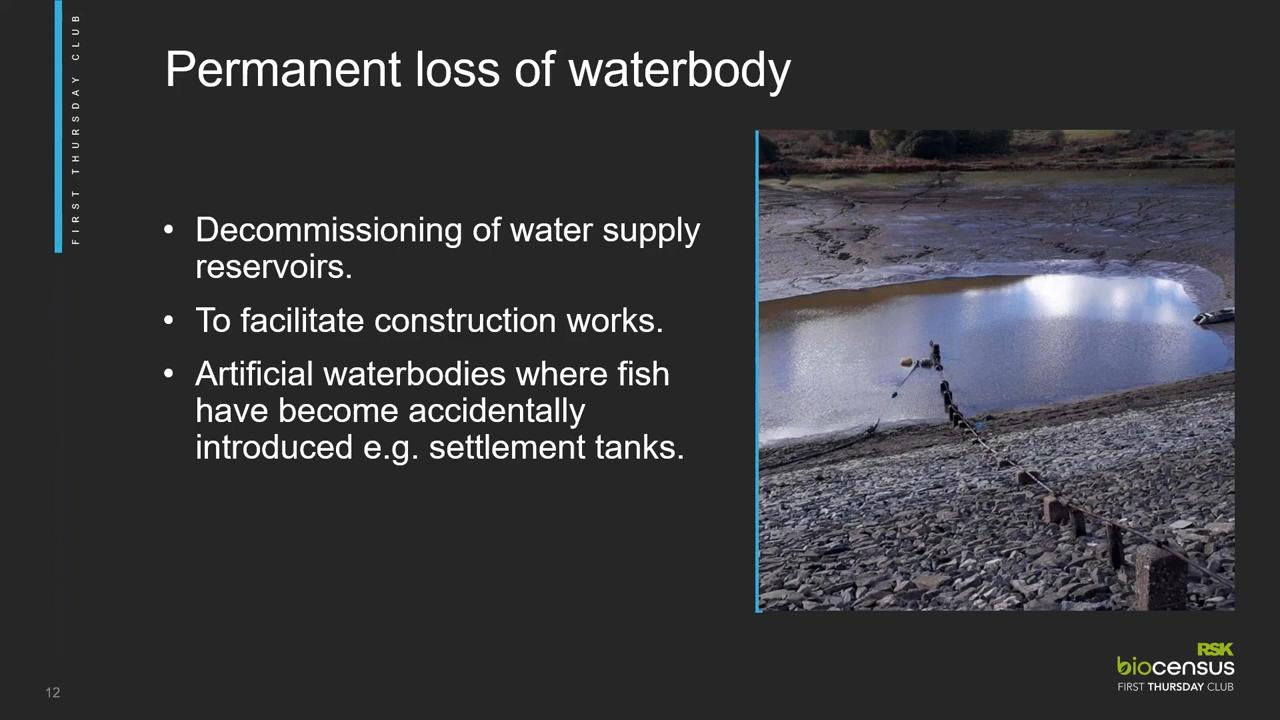 FIRST THURSDAY CLUB
Permanent loss of waterbody
• Decommissioning of water supply
reservoirs.
• To facilitate construction works.
• Artificial waterbodies where fish
have become accidentally
introduced e.g. settlement tanks.
RSK
biocensus
FIRST THURSDAY CLUB
12